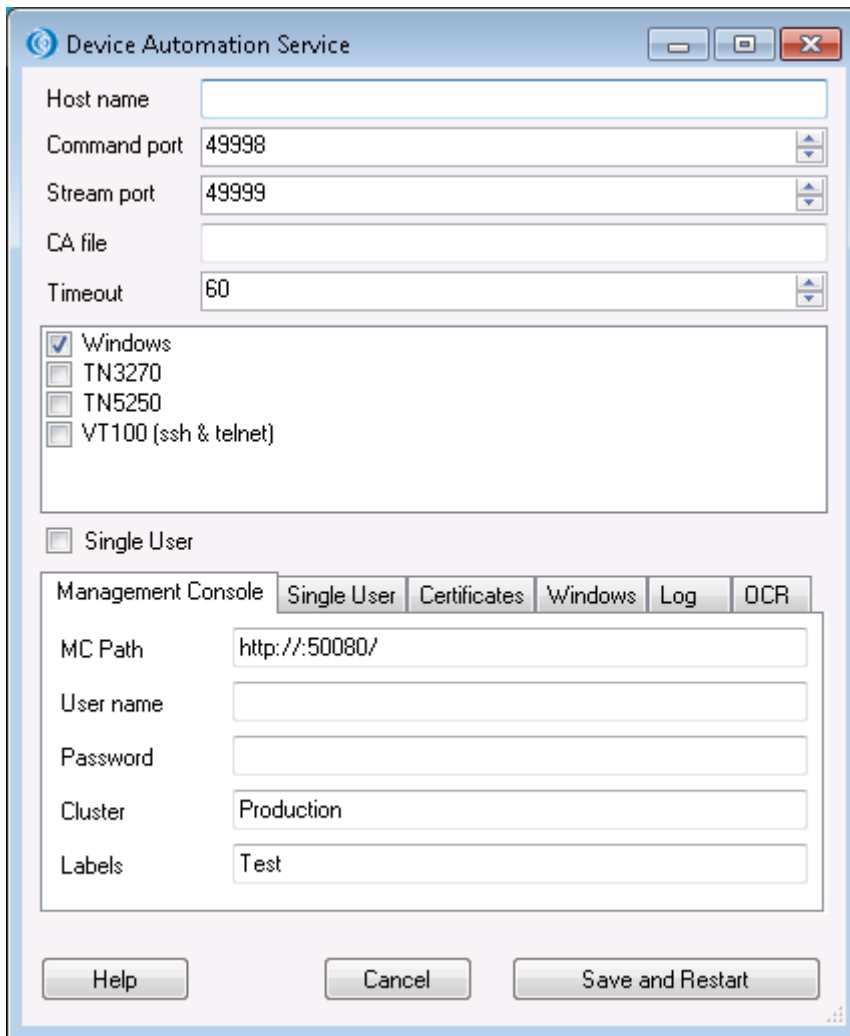 Device Automation Service
Host name
Command port 49998
Stream port 49999
CA file
Timeout 60
Windows
TN3270
TN5250
VT100 (ssh & telnet)
Single User
Management Console Single User Certificates Windows Log OCR
MC Path http://:50080/
User name
Password
Cluster Production
Labels Test
Help Cancel Save and Restart